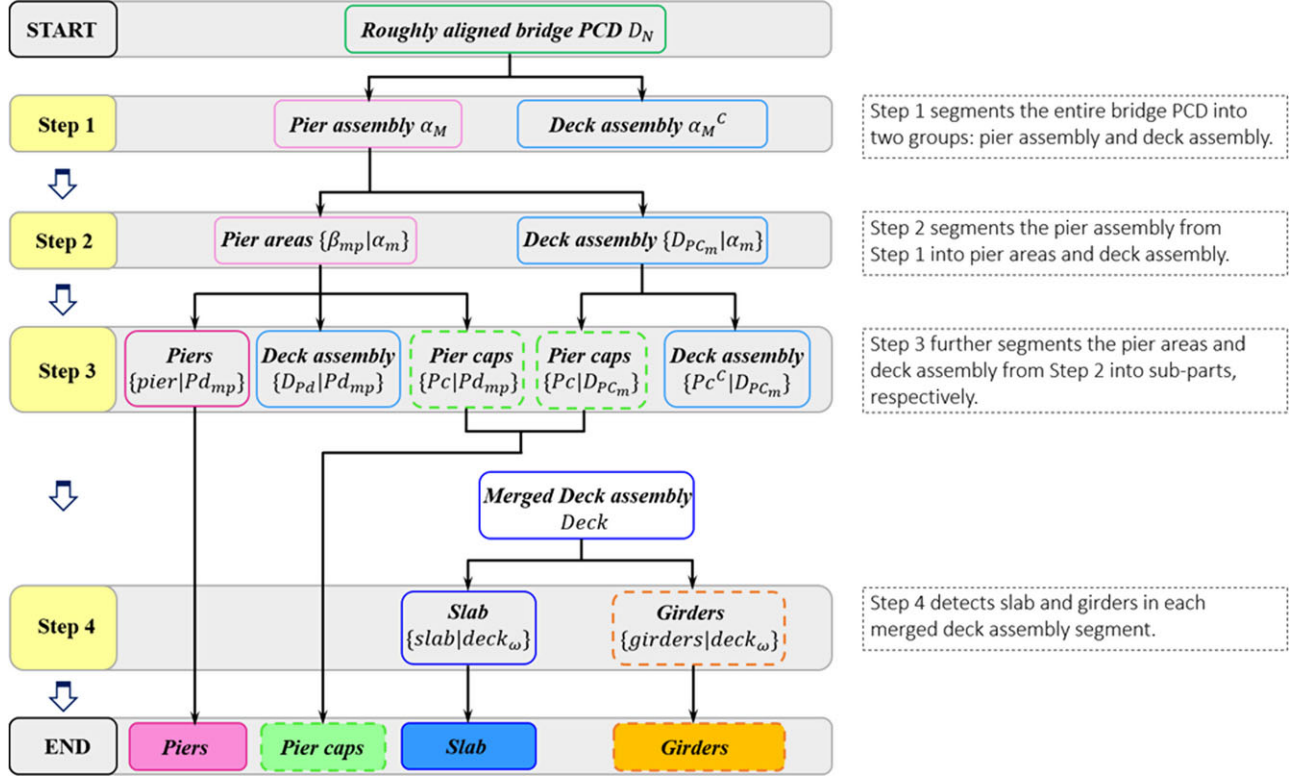 START
Roughly aligned bridge PCD D_N
Step 1
Pier assembly α_M
Deck assembly α_M^C
Step 1 segments the entire bridge PCD into
two groups: pier assembly and deck assembly.
Step 2
Pier areas {β_mp|α_m}
Deck assembly {D_PC_m|α_m}
Step 2 segments the pier assembly from
Step 1 into pier areas and deck assembly.
Step 3
Piers
{pier|Pd_mp}
Deck assembly
{D_Pd|Pd_mp}
Pier caps
{Pc|Pd_mp}
Pier caps
{Pc|D_PC_m}
Deck assembly
{Pc^C|D_PC_m}
Step 3 further segments the pier areas and
deck assembly from Step 2 into sub-parts,
respectively.
Merged Deck assembly
Deck
Step 4
Slab
{slab|deck_ω}
Girders
{girders|deck_ω}
Step 4 detects slab and girders in each
merged deck assembly segment.
END
Piers
Pier caps
Slab
Girders